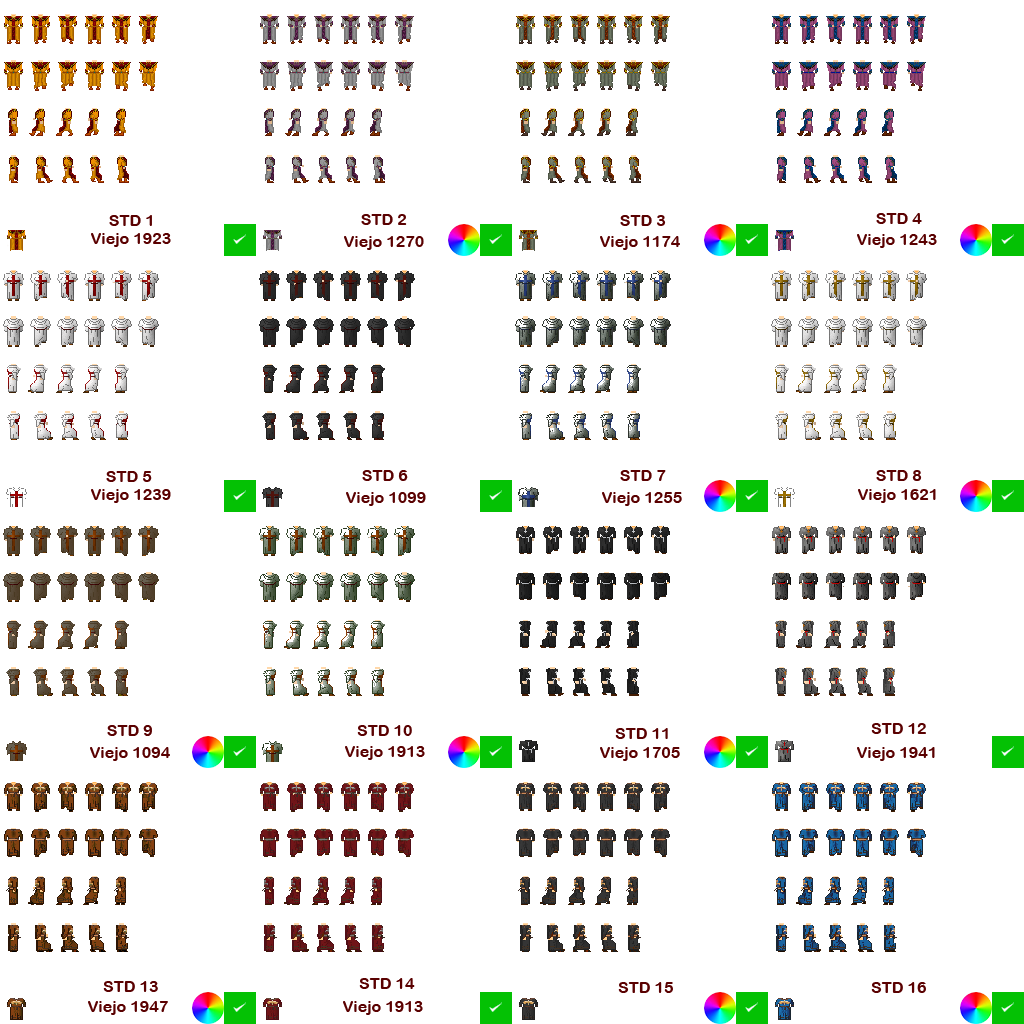 STD 1
Viejo 1923
STD 2
Viejo 1270
STD 3
Viejo 1174
STD 4
Viejo 1243
STD 5
Viejo 1239
STD 6
Viejo 1099
STD 7
Viejo 1255
STD 8
Viejo 1621
STD 9
Viejo 1094
STD 10
Viejo 1913
STD 11
Viejo 1705
STD 12
Viejo 1941
STD 13
Viejo 1947
STD 14
Viejo 1913
STD 15
STD 16